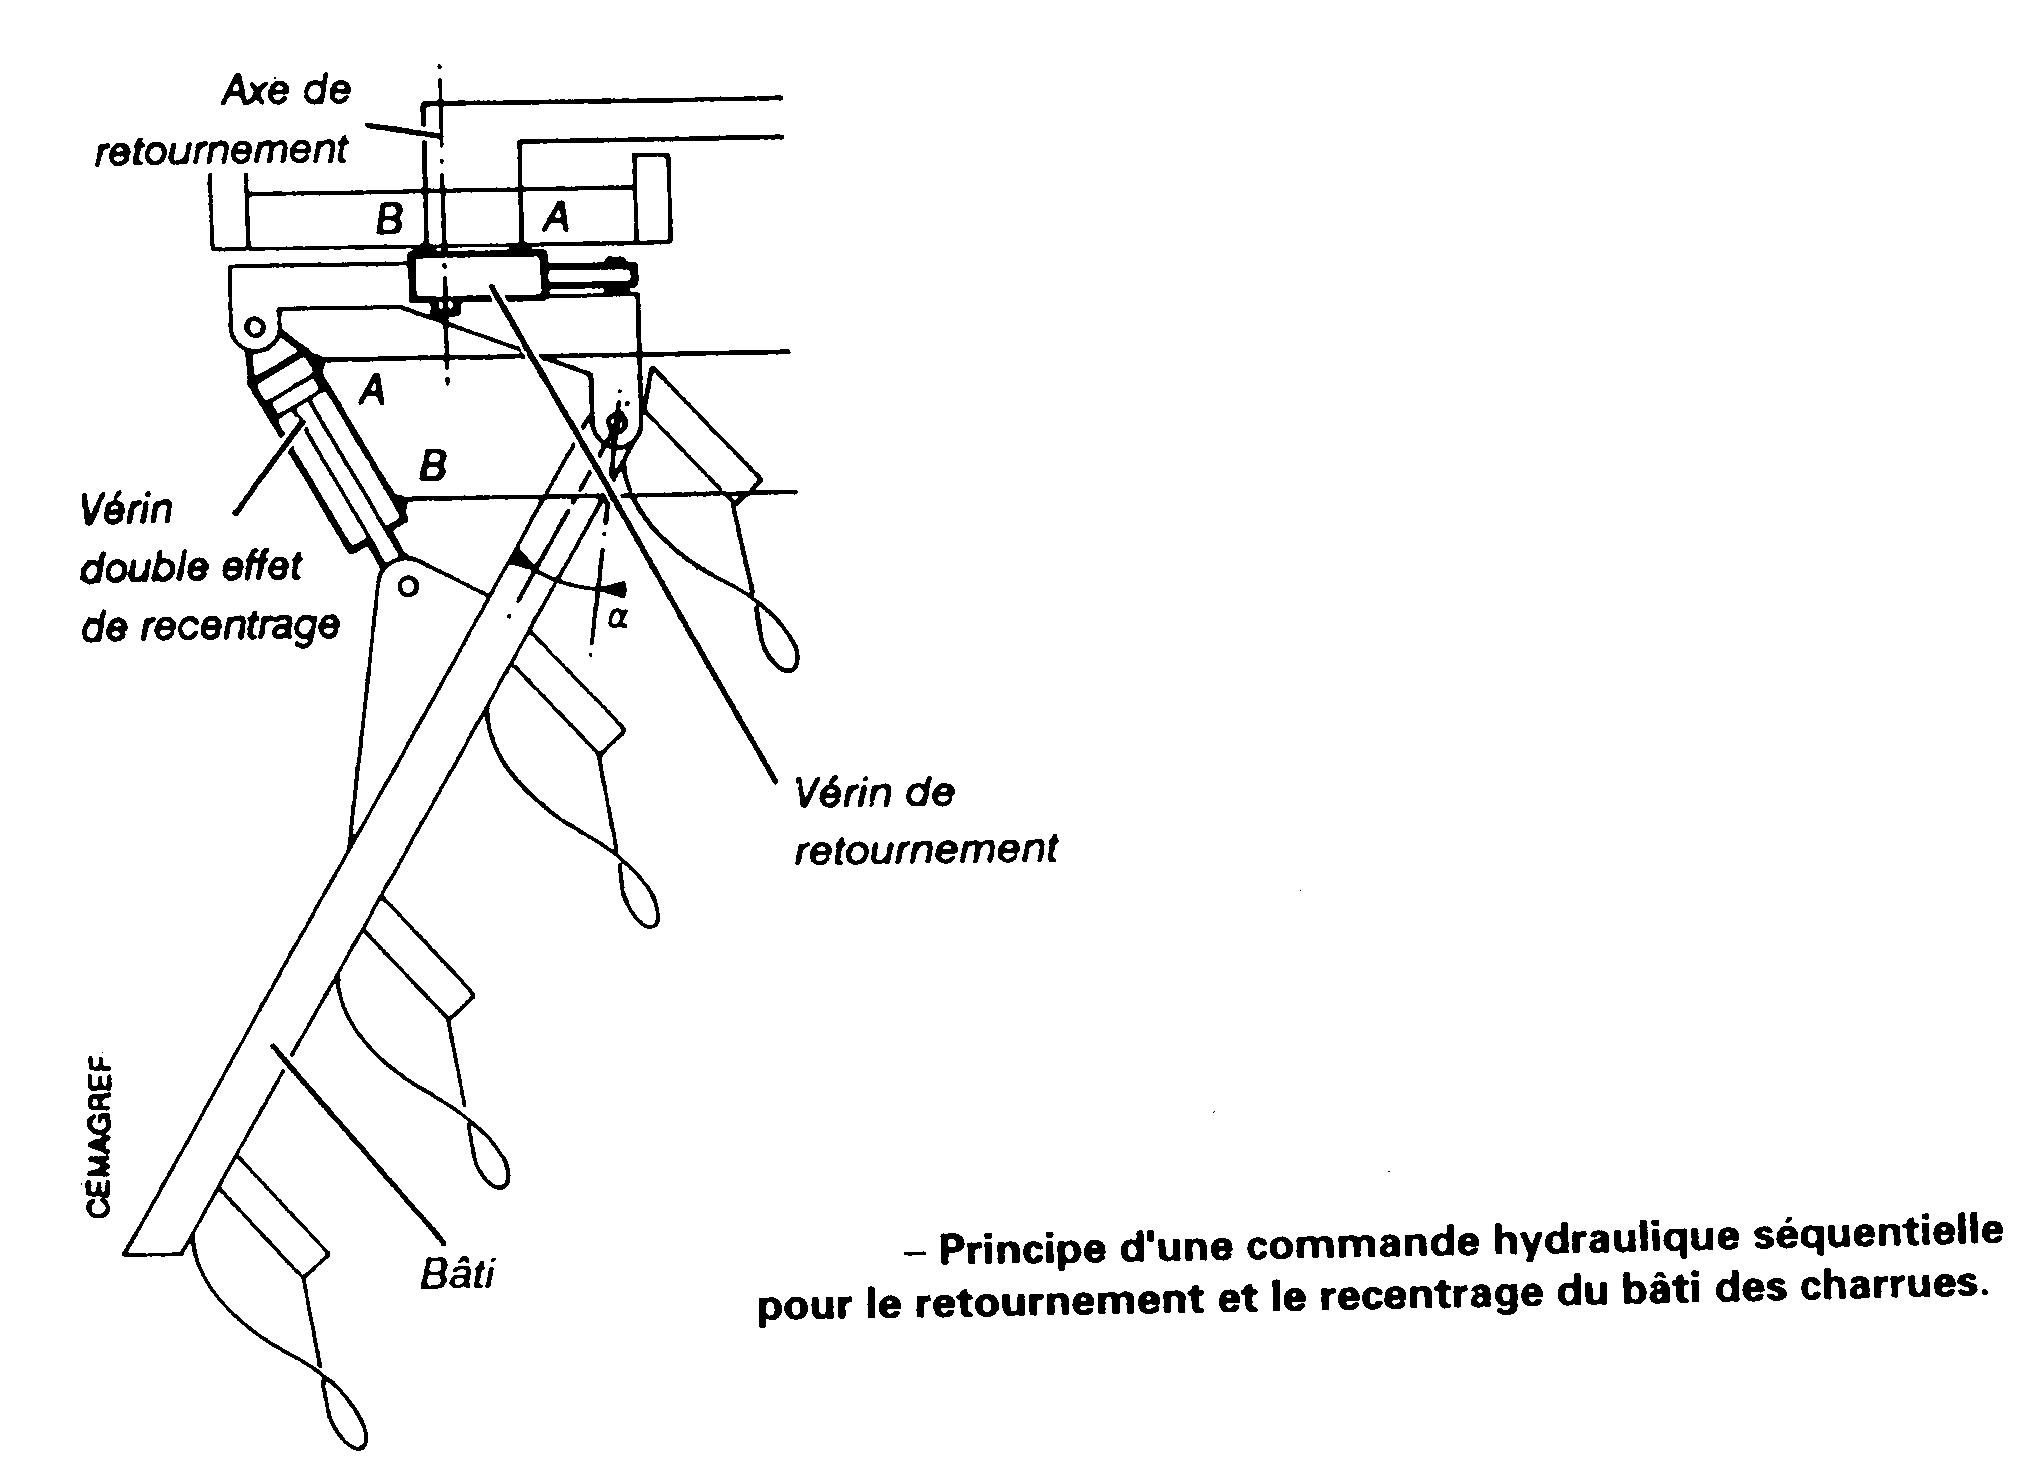 Axe de
retournement
B
A
A
B
Vérin
double effet
de recentrage
α
Vérin de
retournement
CEMAGREF
Bâti
– Principe d'une commande hydraulique séquentielle
pour le retournement et le recentrage du bâti des charrues.